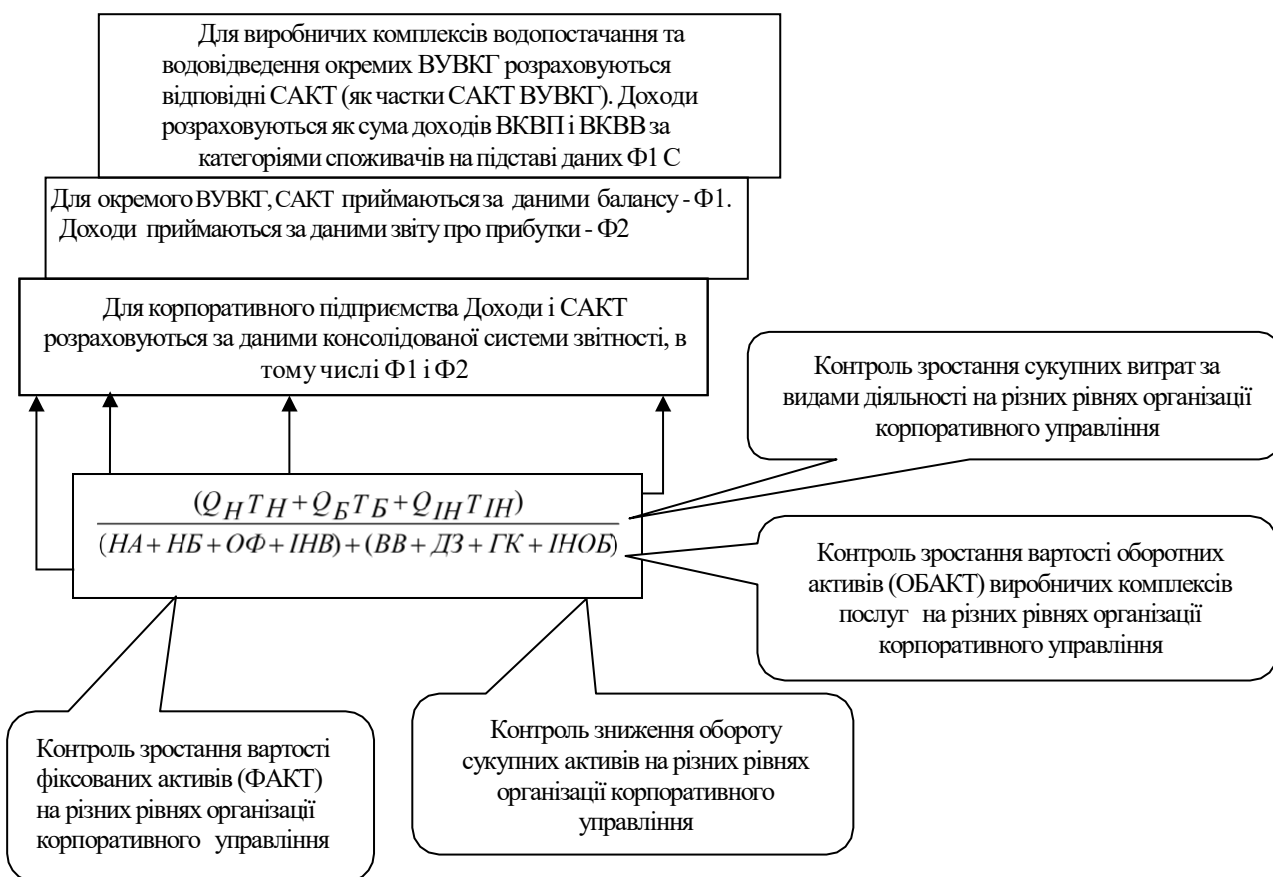 Для виробничих комплексів водопостачання та
водовідведення окремих ВУВКГ розраховуються
відповідні САКТ (як частки САКТ ВУВКГ). Доходи
розраховуються як сума доходів ВКВП і ВКВВ за
категоріями споживачів на підставі даних Ф1 С
Для окремого ВУВКГ, САКТ приймаються за даними балансу - Ф1.
Доходи приймаються за даними звіту про прибутки - Ф2
Для корпоративного підприємства Доходи і САКТ
розраховуються за даними консолідованої системи звітності, в
тому числі Ф1 і Ф2
Контроль зростання сукупних витрат за
видами діяльності на різних рівнях організації
корпоративного управління
(Q_Н T_Н + Q_Б T_Б + Q_ІН T_ІН)
(НА + НБ + ОФ + ІНВ) + (ВВ + ДЗ + ГК + ІНОБ)
Контроль зростання вартості оборотних
активів (ОБАКТ) виробничих комплексів
послуг на різних рівнях організації
корпоративного управління
Контроль зростання вартості
фіксованих активів (ФАКТ)
на різних рівнях організації
корпоративного управління
Контроль зниження обороту
сукупних активів на різних рівнях
організації корпоративного
управління